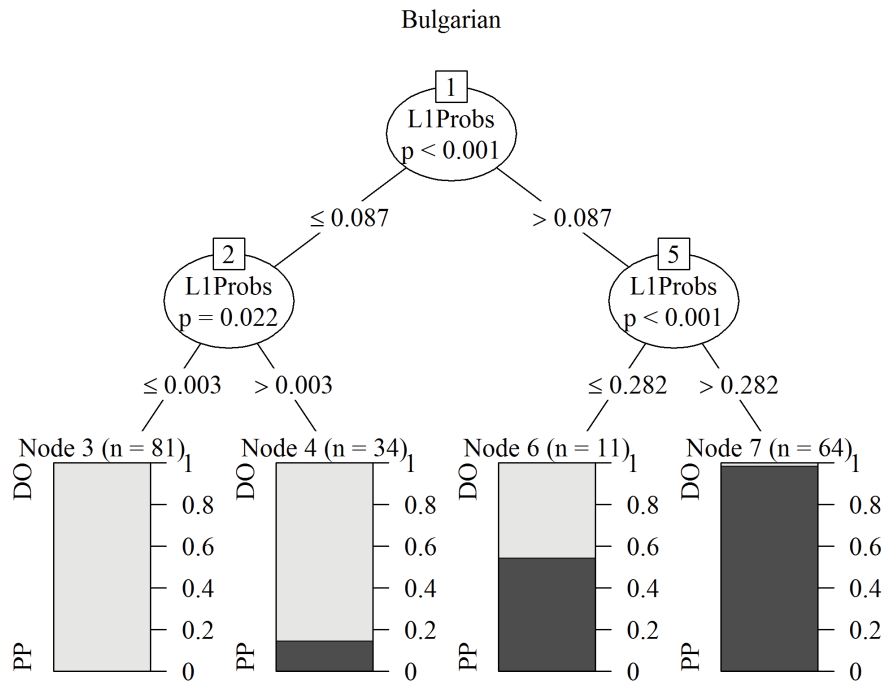 Bulgarian
1
L1Probs
p < 0.001
≤ 0.087
> 0.087
2
L1Probs
p = 0.022
5
L1Probs
p < 0.001
≤ 0.003
> 0.003
≤ 0.282
> 0.282
Node 3 (n = 81)
DO
PP
1
0.8
0.6
0.4
0.2
0
Node 4 (n = 34)
DO
PP
1
0.8
0.6
0.4
0.2
0
Node 6 (n = 11)
DO
PP
1
0.8
0.6
0.4
0.2
0
Node 7 (n = 64)
DO
PP
1
0.8
0.6
0.4
0.2
0